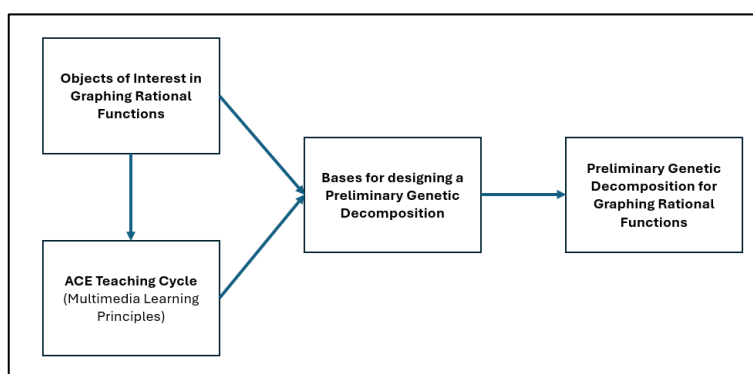 Objects of Interest in
Graphing Rational
Functions
ACE Teaching Cycle
(Multimedia Learning
Principles)
Bases for designing a
Preliminary Genetic
Decomposition
Preliminary Genetic
Decomposition for
Graphing Rational
Functions